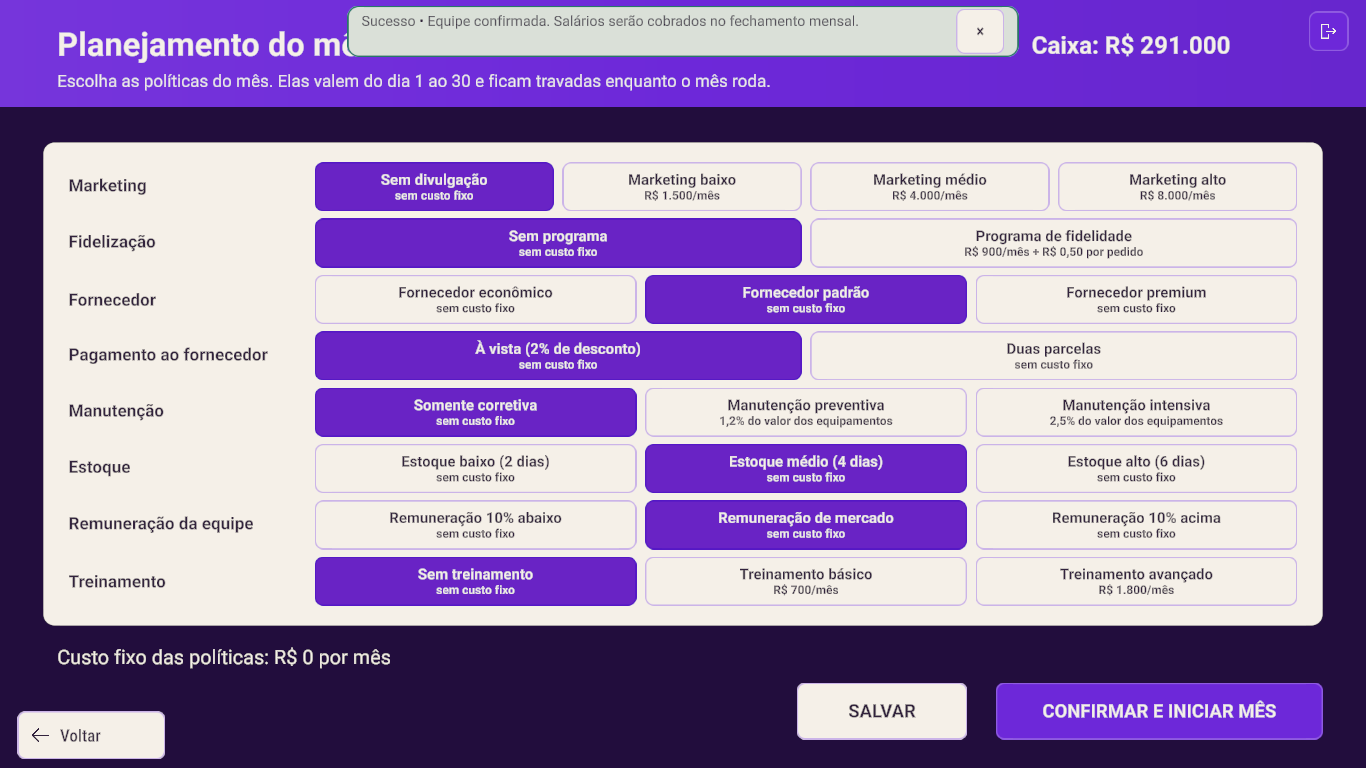 Sucesso • Equipe confirmada. Salários serão cobrados no fechamento mensal.
×
Planejamento do
Caixa: R$ 291.000
Escolha as políticas do mês. Elas valem do dia 1 ao 30 e ficam travadas enquanto o mês roda.
Marketing
Sem divulgação
sem custo fixo
Marketing baixo
R$ 1.500/mês
Marketing médio
R$ 4.000/mês
Marketing alto
R$ 8.000/mês
Fidelização
Sem programa
sem custo fixo
Programa de fidelidade
R$ 900/mês + R$ 0,50 por pedido
Fornecedor
Fornecedor econômico
sem custo fixo
Fornecedor padrão
sem custo fixo
Fornecedor premium
sem custo fixo
Pagamento ao fornecedor
À vista (2% de desconto)
sem custo fixo
Duas parcelas
sem custo fixo
Manutenção
Somente corretiva
sem custo fixo
Manutenção preventiva
1,2% do valor dos equipamentos
Manutenção intensiva
2,5% do valor dos equipamentos
Estoque
Estoque baixo (2 dias)
sem custo fixo
Estoque médio (4 dias)
sem custo fixo
Estoque alto (6 dias)
sem custo fixo
Remuneração da equipe
Remuneração 10% abaixo
sem custo fixo
Remuneração de mercado
sem custo fixo
Remuneração 10% acima
sem custo fixo
Treinamento
Sem treinamento
sem custo fixo
Treinamento básico
R$ 700/mês
Treinamento avançado
R$ 1.800/mês
Custo fixo das políticas: R$ 0 por mês
SALVAR
CONFIRMAR E INICIAR MÊS
Voltar